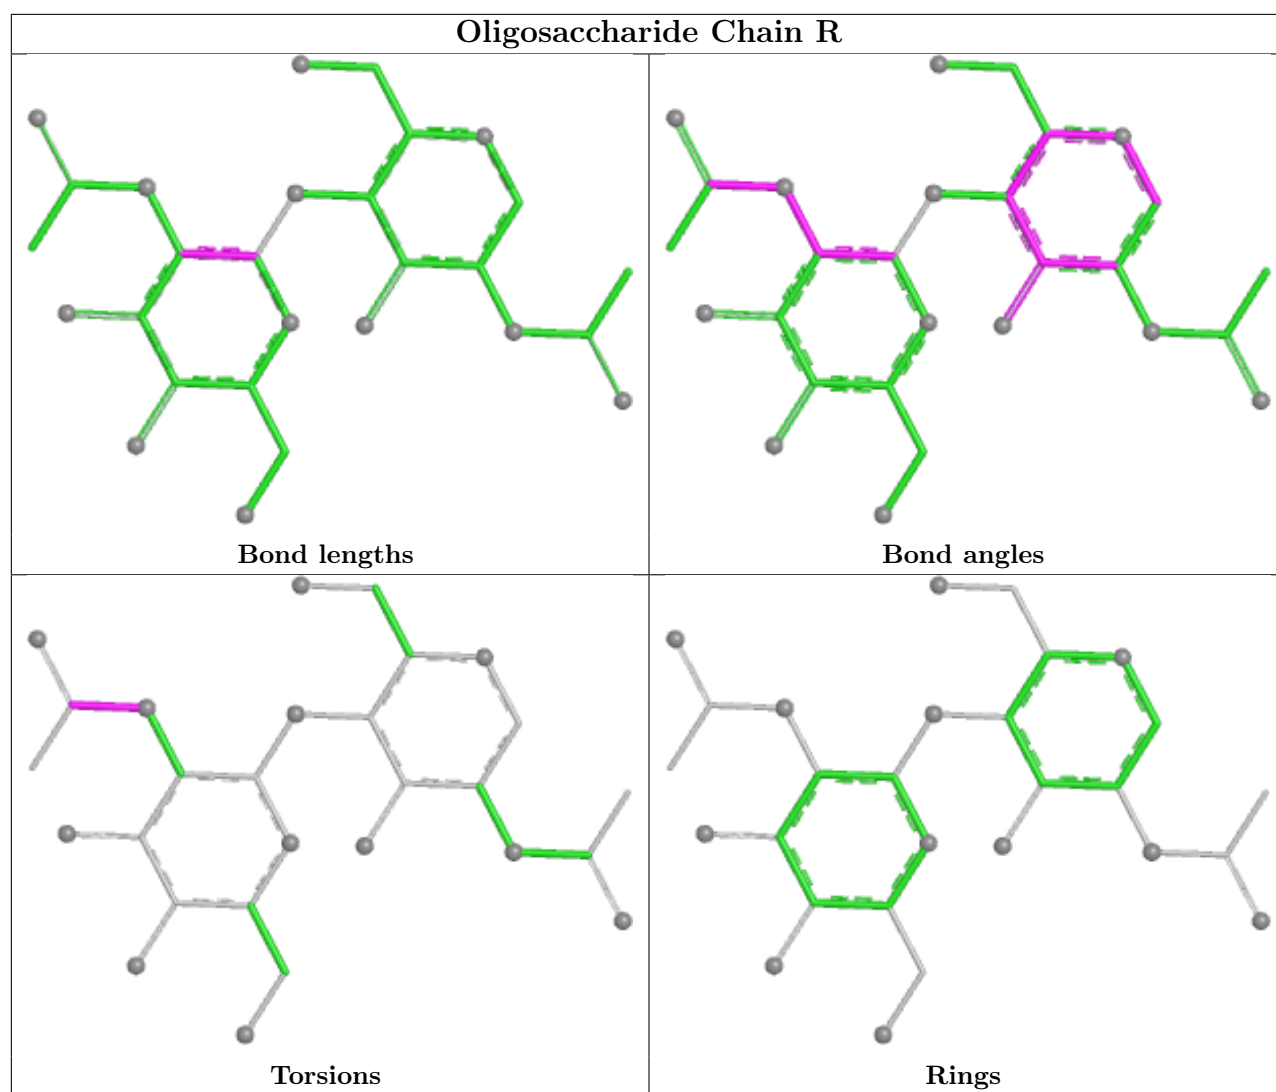 Oligosaccharide Chain R
Bond lengths
Bond angles
Torsions
Rings